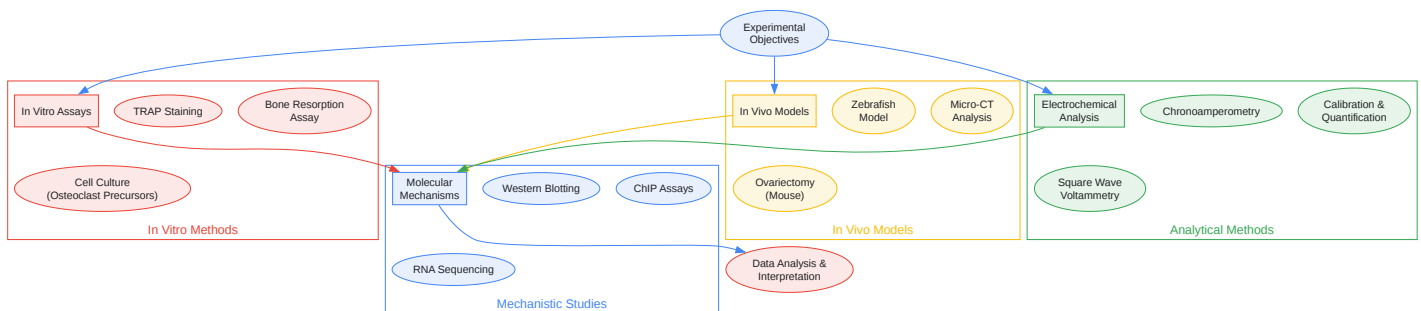 Experimental
Objectives
In Vitro Assays
TRAP Staining
Bone Resorption
Assay
Cell Culture
(Osteoclast Precursors)
In Vitro Methods
Molecular
Mechanisms
Western Blotting
ChIP Assays
RNA Sequencing
Mechanistic Studies
In Vivo Models
Zebrafish
Model
Micro-CT
Analysis
Ovariectomy
(Mouse)
In Vivo Models
Data Analysis &
Interpretation
Electrochemical
Analysis
Chronoamperometry
Calibration &
Quantification
Square Wave
Voltammetry
Analytical Methods